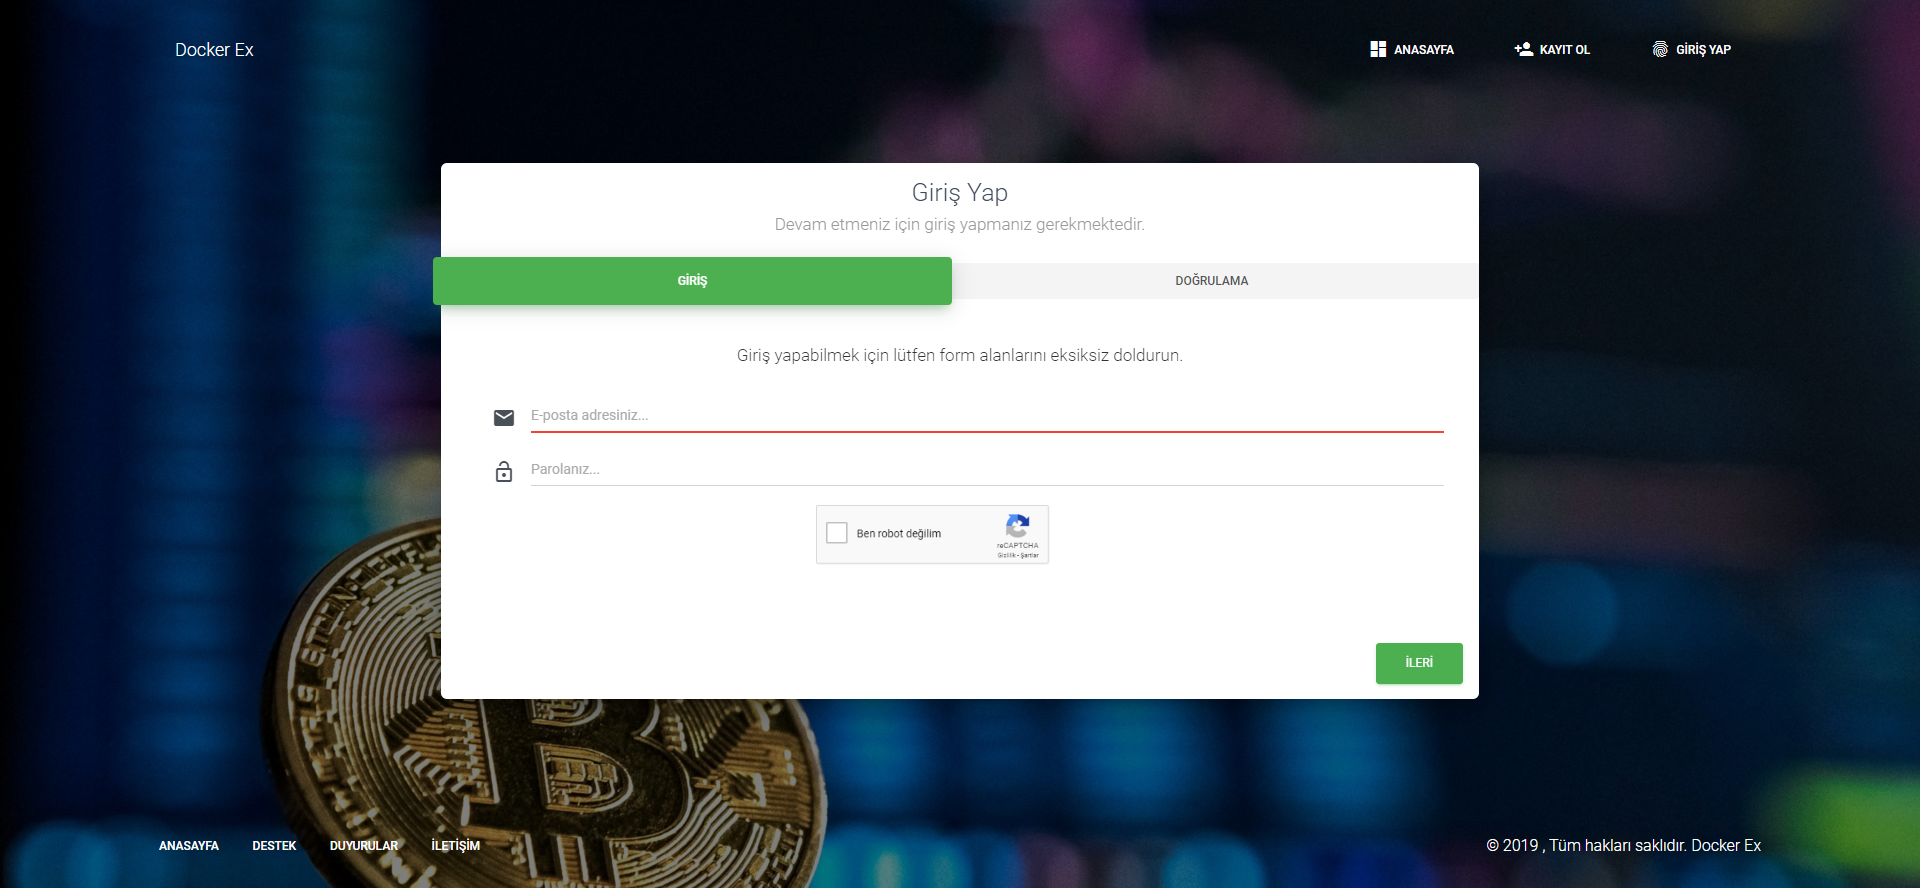 Docker Ex
ANASAYFA
KAYIT OL
GİRİŞ YAP
Giriş Yap
Devam etmeniz için giriş yapmanız gerekmektedir.
GİRİŞ
DOĞRULAMA
Giriş yapabilmek için lütfen form alanlarını eksiksiz doldurun.
E-posta adresiniz...
Parolanız...
Ben robot değilim
reCAPTCHA
Gizlilik - Şartlar
İLERİ
ANASAYFA
DESTEK
DUYURULAR
İLETİŞİM
© 2019 , Tüm hakları saklıdır. Docker Ex